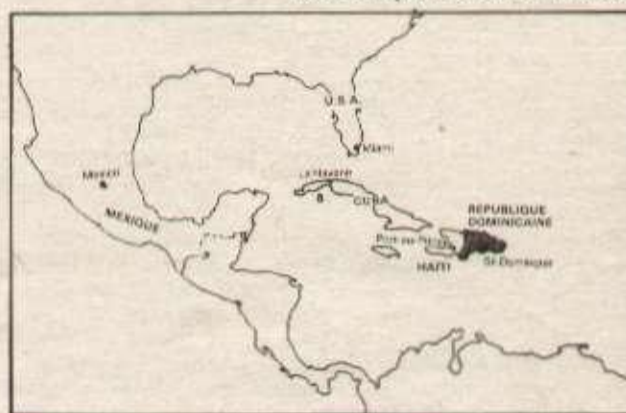 U.S.A.
Miami
La Havane
Mexico
CUBA
MEXIQUE
REPUBLIQUE
DOMINICAINE
Port-au-Prince
St-Domingue
HAITI